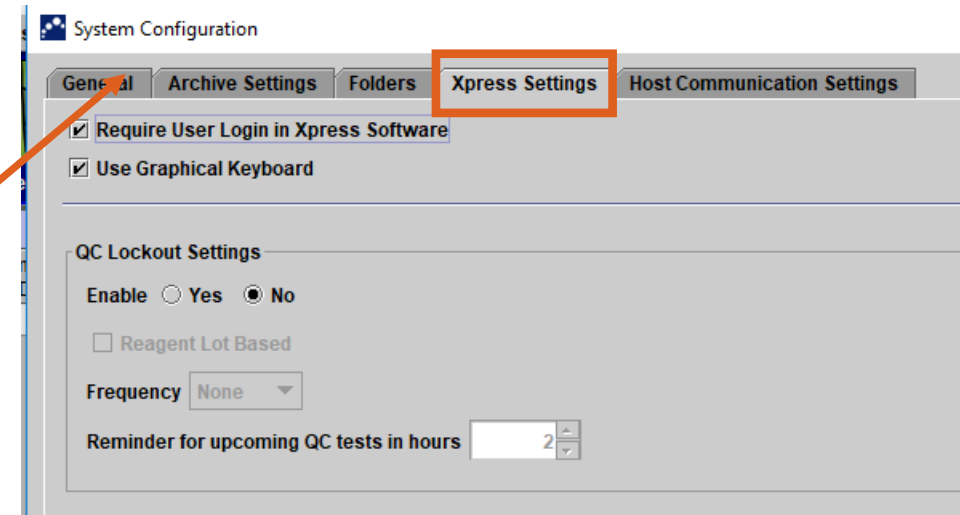 System Configuration
General Archive Settings Folders Xpress Settings Host Communication Settings
Require User Login in Xpress Software
Use Graphical Keyboard
QC Lockout Settings
Enable Yes No
Reagent Lot Based
Frequency None
Reminder for upcoming QC tests in hours 2